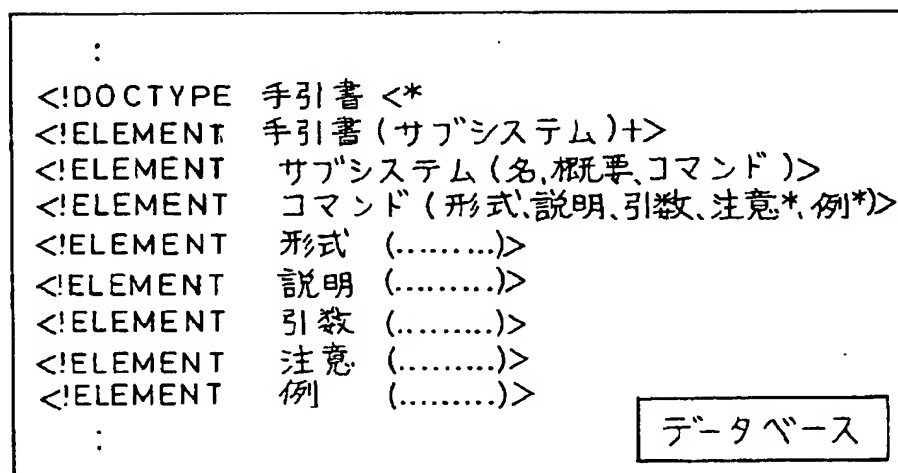 :
<!DOCTYPE 手引書 <*
<!ELEMENT 手引書 (サブシステム)+>
<!ELEMENT サブシステム (名,概要、コマンド)>
<!ELEMENT コマンド (形式、説明、引数、注意*、例*)>
<!ELEMENT 形式 (.........)>
<!ELEMENT 説明 (.........)>
<!ELEMENT 引数 (.........)>
<!ELEMENT 注意 (.........)>
<!ELEMENT 例 (.........)>
:
データベース